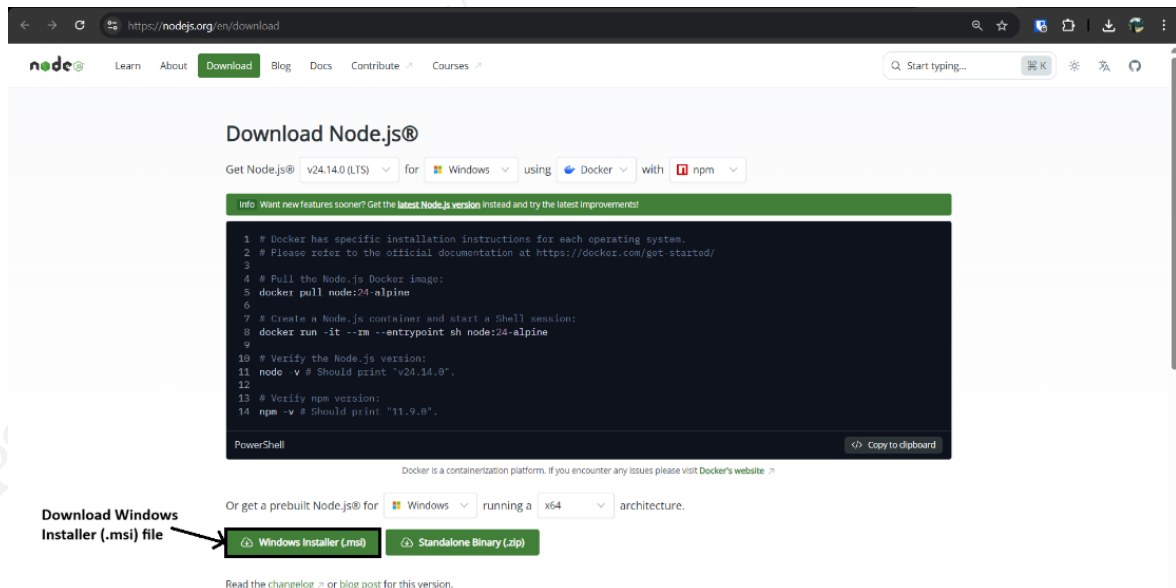 https://nodejs.org/en/download
node Learn About Download Blog Docs Contribute ↗ Courses ↗ Start typing... ⌘ K
Download Node.js®
Get Node.js® v24.14.0 (LTS) for Windows using Docker with npm
Info Want new features sooner? Get the latest Node.js version instead and try the latest improvements!
1 # Docker has specific installation instructions for each operating system.
2 # Please refer to the official documentation at https://docker.com/get-started/
3
4 # Pull the Node.js Docker image:
5 docker pull node:24-alpine
6
7 # Create a Node.js container and start a Shell session:
8 docker run -it --rm --entrypoint sh node:24-alpine
9
10 # Verify the Node.js version:
11 node -v # Should print "v24.14.0".
12
13 # Verify npm version:
14 npm -v # Should print "11.9.0".
PowerShell </> Copy to clipboard
Docker is a containerization platform. If you encounter any issues please visit Docker's website ↗
Or get a prebuilt Node.js® for Windows running a x64 architecture.
Download Windows
Installer (.msi) file
Windows Installer (.msi) Standalone Binary (.zip)
Read the changelog ↗ or blog post for this version.